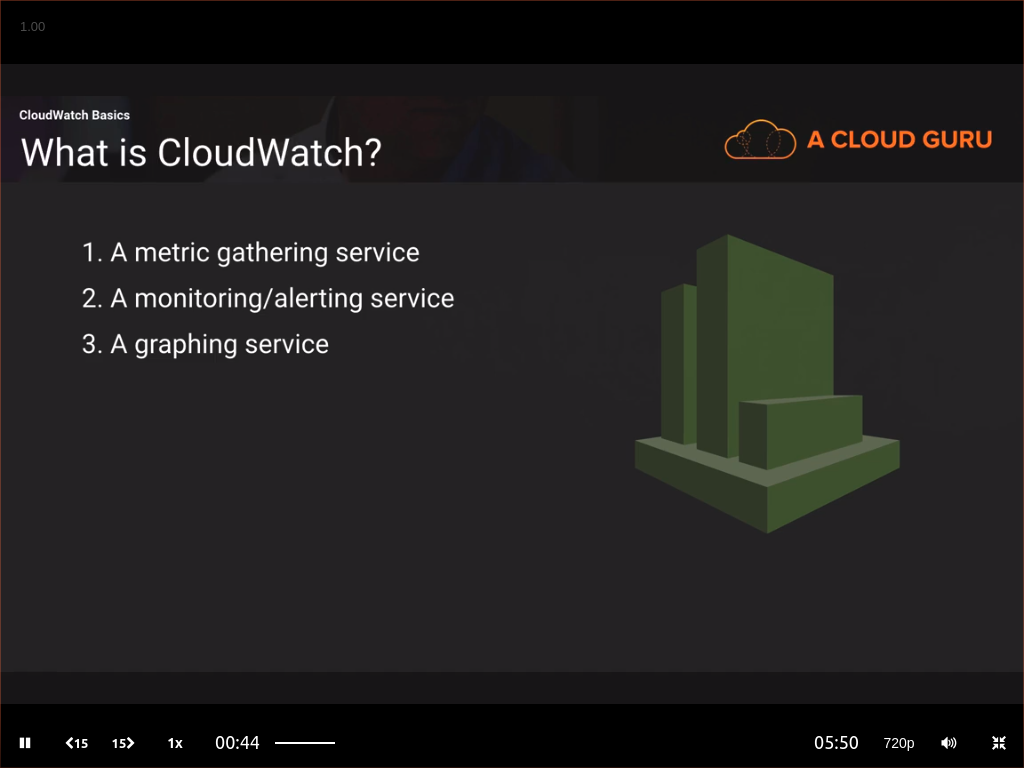 1.00
CloudWatch Basics
What is CloudWatch?
A CLOUD GURU
1. A metric gathering service
2. A monitoring/alerting service
3. A graphing service
15 15 1x 00:44 05:50 720p